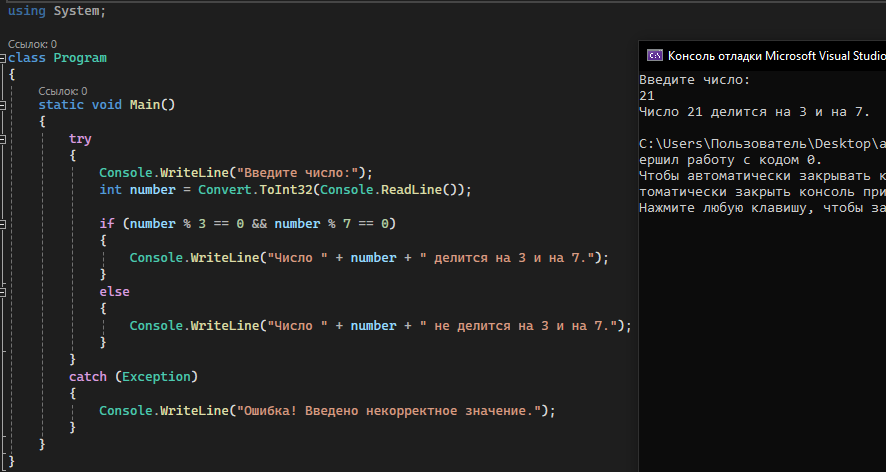 using System;
Ссылок: 0
class Program
{
Ссылок: 0
static void Main()
{
try
{
Console.WriteLine("Введите число:");
int number = Convert.ToInt32(Console.ReadLine());
if (number % 3 == 0 && number % 7 == 0)
{
Console.WriteLine("Число " + number + " делится на 3 и на 7.");
}
else
{
Console.WriteLine("Число " + number + " не делится на 3 и на 7.");
}
}
catch (Exception)
{
Console.WriteLine("Ошибка! Введено некорректное значение.");
}
}
}
Консоль отладки Microsoft Visual Studio
Введите число:
21
Число 21 делится на 3 и на 7.
C:\Users\Пользователь\Desktop\a
ершил работу с кодом 0.
Чтобы автоматически закрывать к
томатически закрыть консоль при
Нажмите любую клавишу, чтобы за